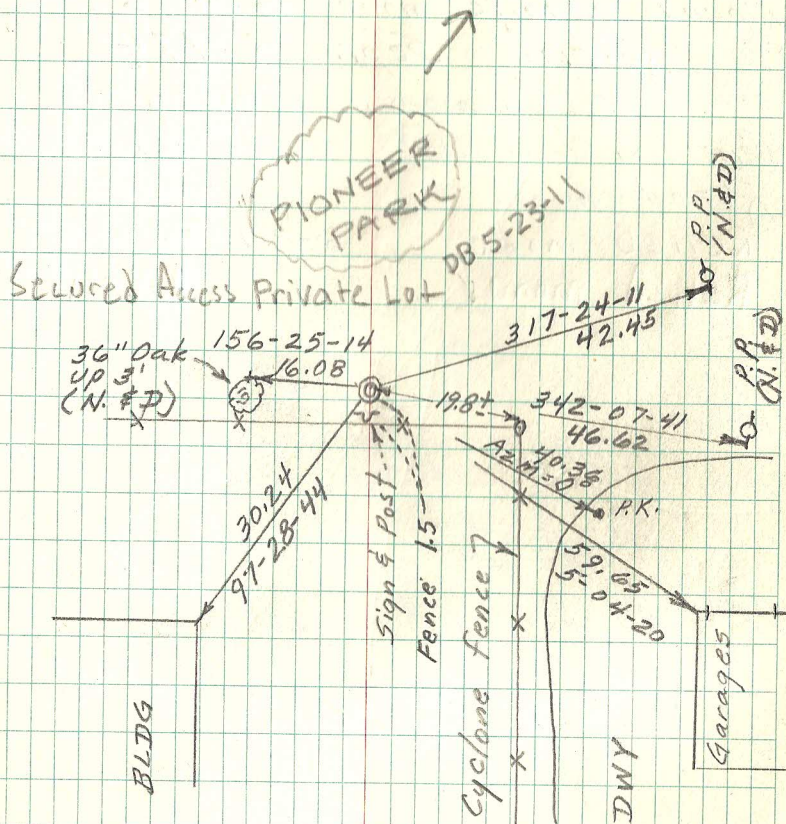 PIONEER
PARK
DB 5-23-11
Secured Access Private Lot
P.P.
(N.&D)
317-24-11
42.45
36" Oak
up 3'
(N. & D)
156-25-14
16.08
P.P.
(N.&D)
19.8±
342-07-41
46.62
40.36
Azm=0°
P.K.
30.24
97-28-44
Sign & Post
Fence 1.5
Cyclone fence
59.65
5-04-20
BLDG
DWY
Garages